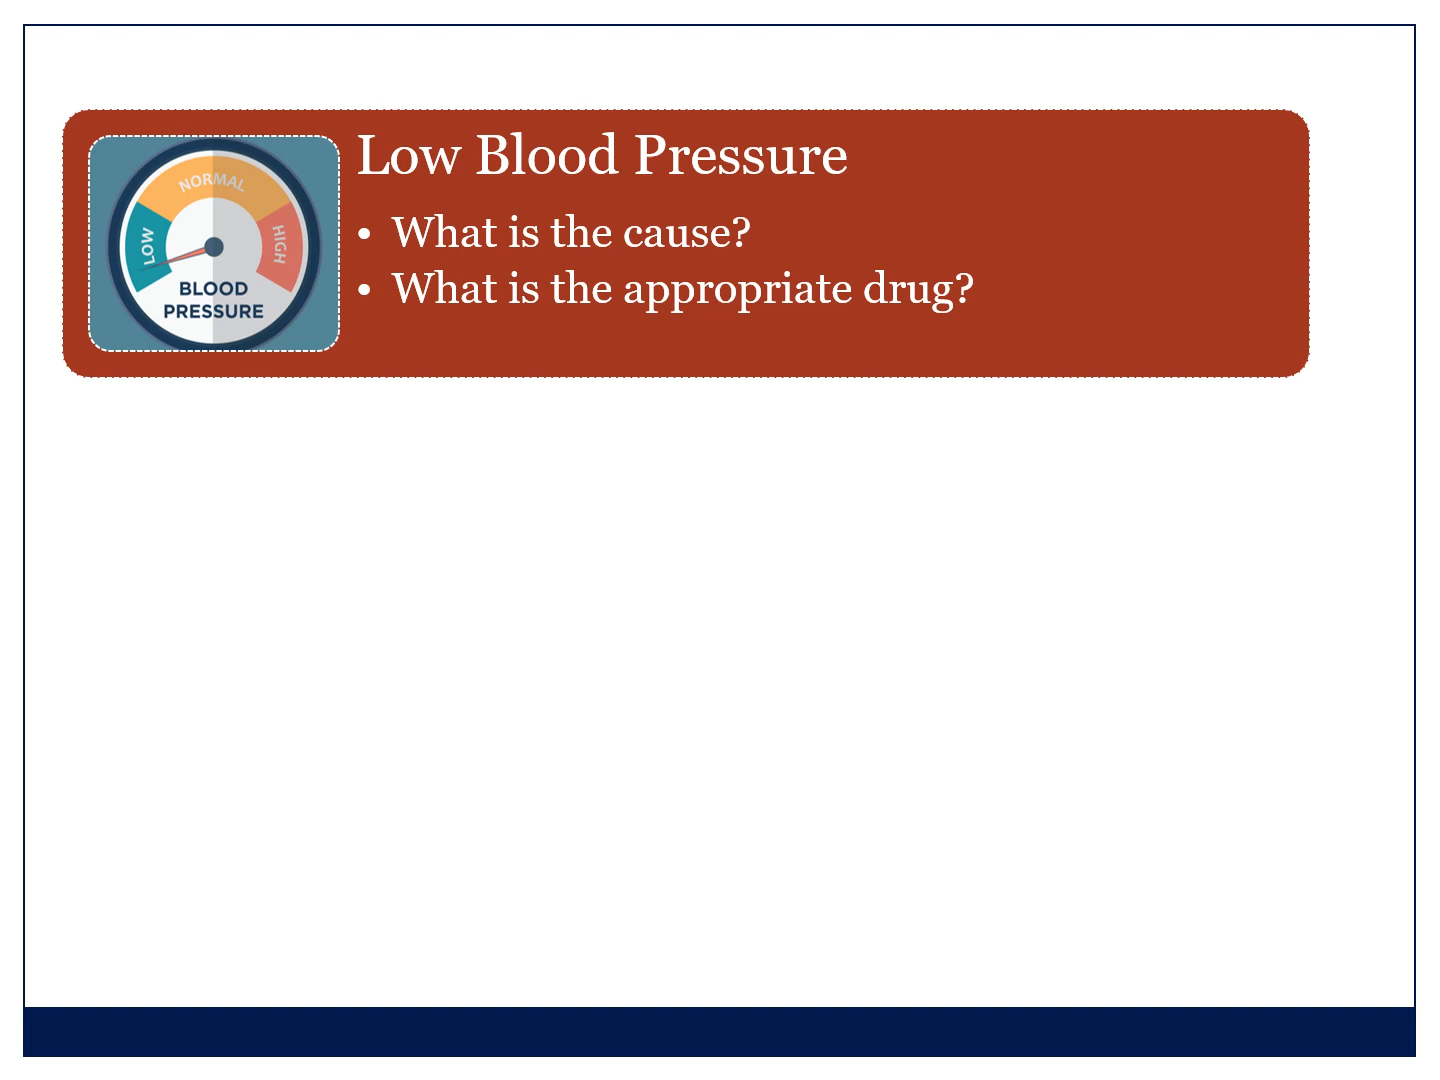 Low Blood Pressure
• What is the cause?
• What is the appropriate drug?
NORMAL
LOW
HIGH
BLOOD
PRESSURE